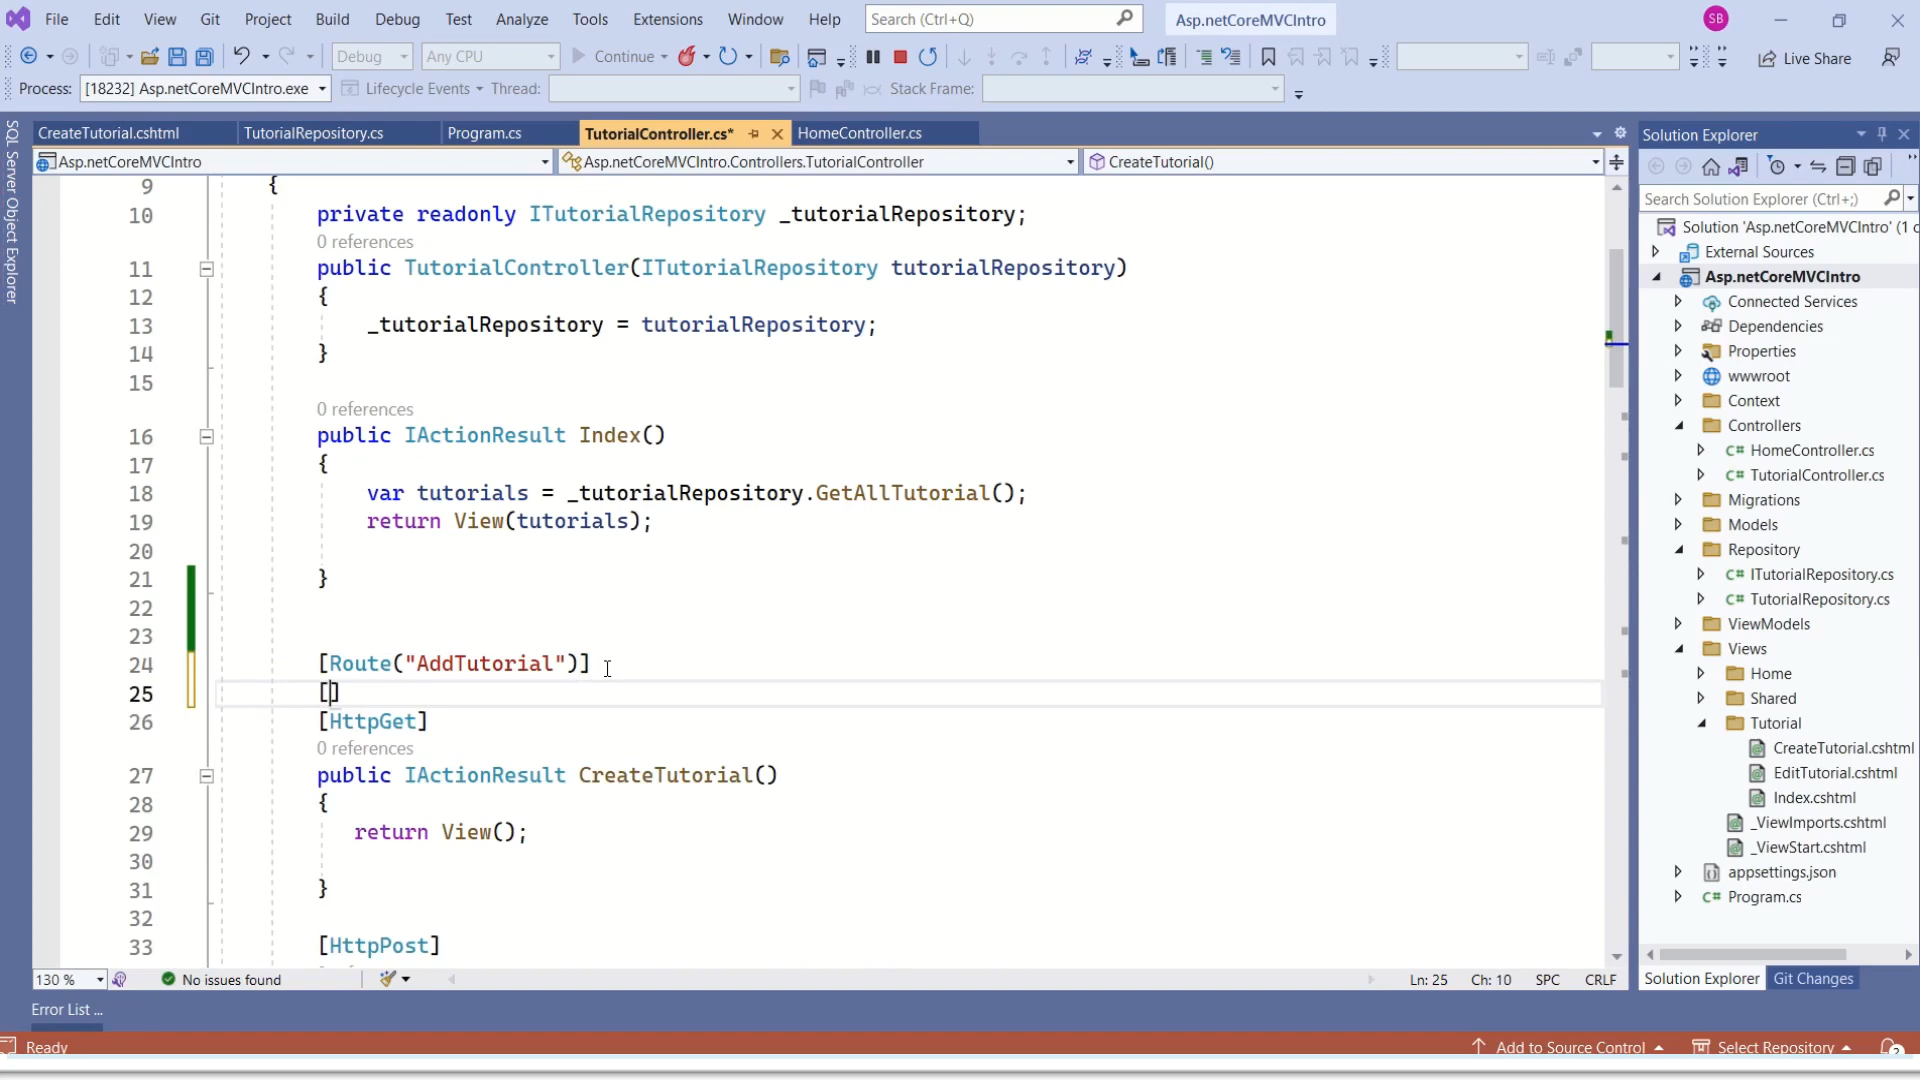 File Edit View Git Project Build Debug Test Analyze Tools Extensions Window Help Search (Ctrl+Q) Asp.netCoreMVCIntro SB
Debug Any CPU Continue Live Share
Process: [18232] Asp.netCoreMVCIntro.exe Lifecycle Events Thread: Stack Frame:
SQL Server Object Explorer
CreateTutorial.cshtml TutorialRepository.cs Program.cs TutorialController.cs* HomeController.cs
Asp.netCoreMVCIntro Asp.netCoreMVCIntro.Controllers.TutorialController CreateTutorial()
9 {
10 private readonly ITutorialRepository _tutorialRepository;
0 references
11 public TutorialController(ITutorialRepository tutorialRepository)
12 {
13 _tutorialRepository = tutorialRepository;
14 }
15
0 references
16 public IActionResult Index()
17 {
18 var tutorials = _tutorialRepository.GetAllTutorial();
19 return View(tutorials);
20
21 }
22
23
24 [Route("AddTutorial")]
25 []
26 [HttpGet]
0 references
27 public IActionResult CreateTutorial()
28 {
29 return View();
30
31 }
32
33 [HttpPost]
130 % No issues found Ln: 25 Ch: 10 SPC CRLF
Error List ...
Ready Add to Source Control Select Repository 2
Solution Explorer
Search Solution Explorer (Ctrl+;)
Solution 'Asp.netCoreMVCIntro' (1 o
External Sources
Asp.netCoreMVCIntro
Connected Services
Dependencies
Properties
wwwroot
Context
Controllers
C# HomeController.cs
C# TutorialController.cs
Migrations
Models
Repository
C# ITutorialRepository.cs
C# TutorialRepository.cs
ViewModels
Views
Home
Shared
Tutorial
CreateTutorial.cshtml
EditTutorial.cshtml
Index.cshtml
_ViewImports.cshtml
_ViewStart.cshtml
appsettings.json
C# Program.cs
Solution Explorer Git Changes